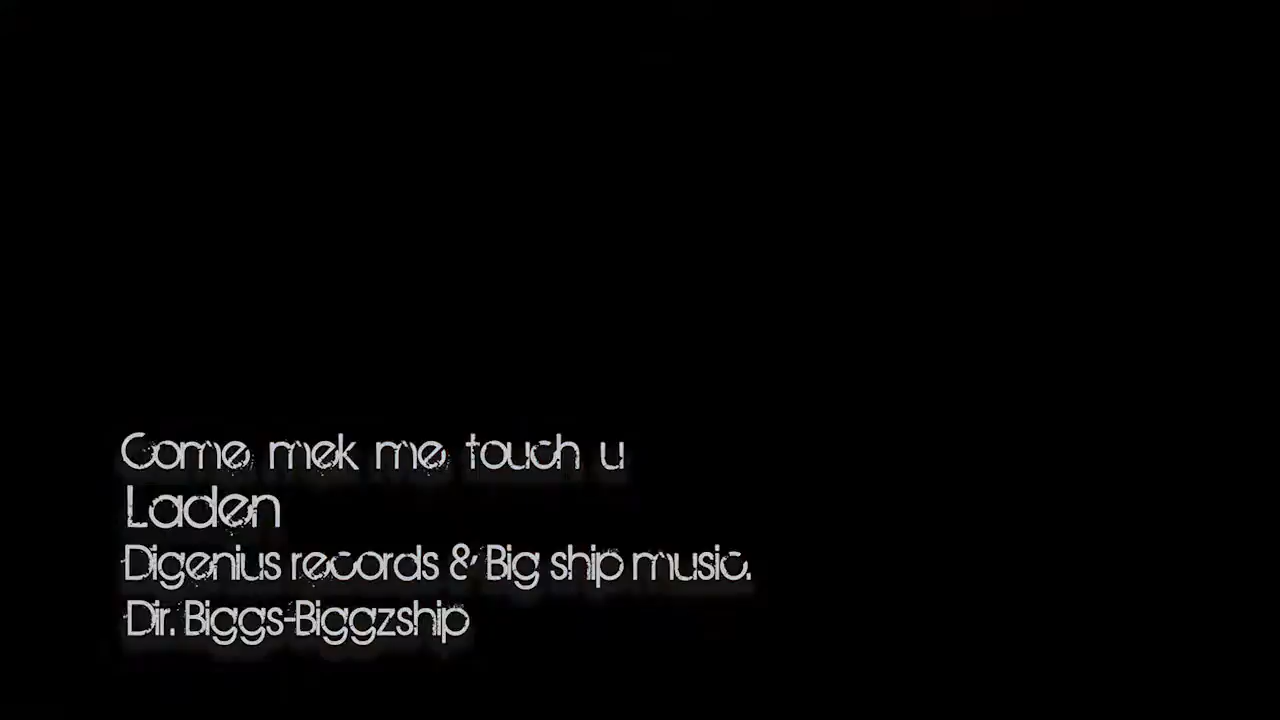 Come mek me touch u
Laden
Digenius records & Big ship music.
Dir. Biggs-Biggzship